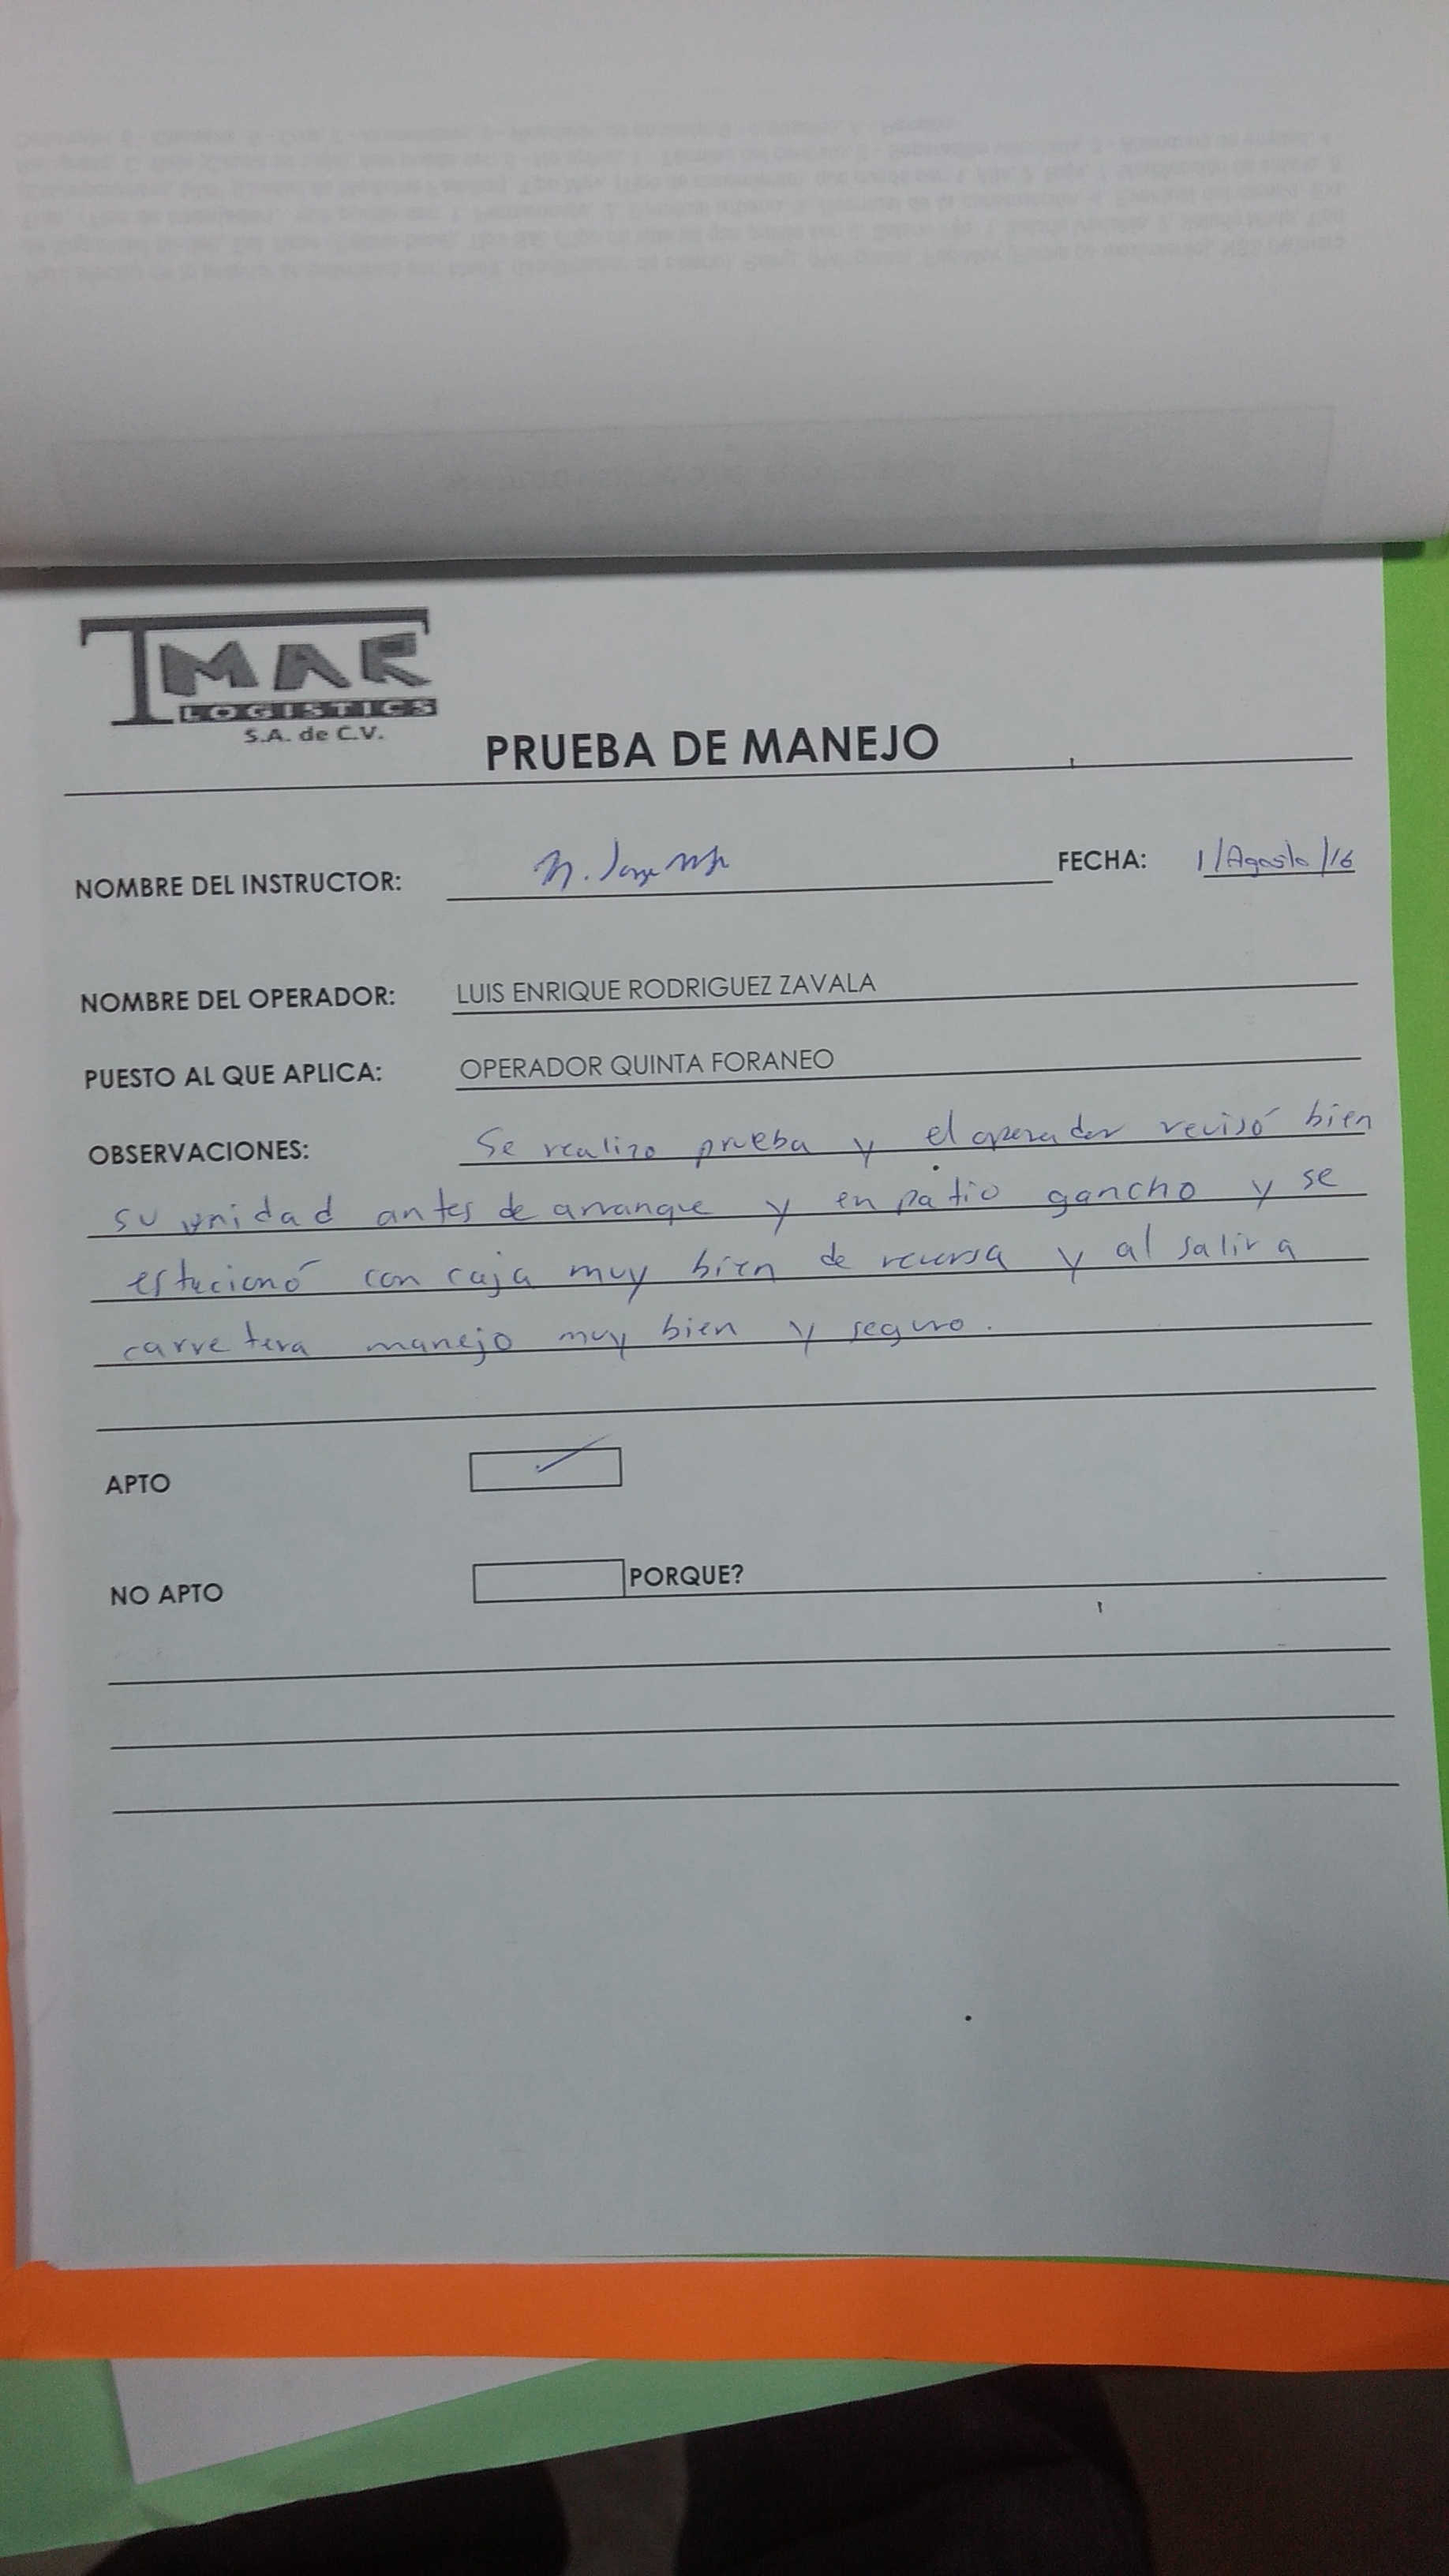 TMAR
LOGISTICS
S.A. de C.V.
PRUEBA DE MANEJO
NOMBRE DEL INSTRUCTOR: FECHA: 1/Agosto/16
NOMBRE DEL OPERADOR: LUIS ENRIQUE RODRIGUEZ ZAVALA
PUESTO AL QUE APLICA: OPERADOR QUINTA FORANEO
OBSERVACIONES: Se realizo prueba y el operador revisó bien
su unidad antes de arranque y en patio gancho y se
estacionó con caja muy bien de reversa y al salir a
carretera manejo muy bien y seguro.
APTO
NO APTO PORQUE?